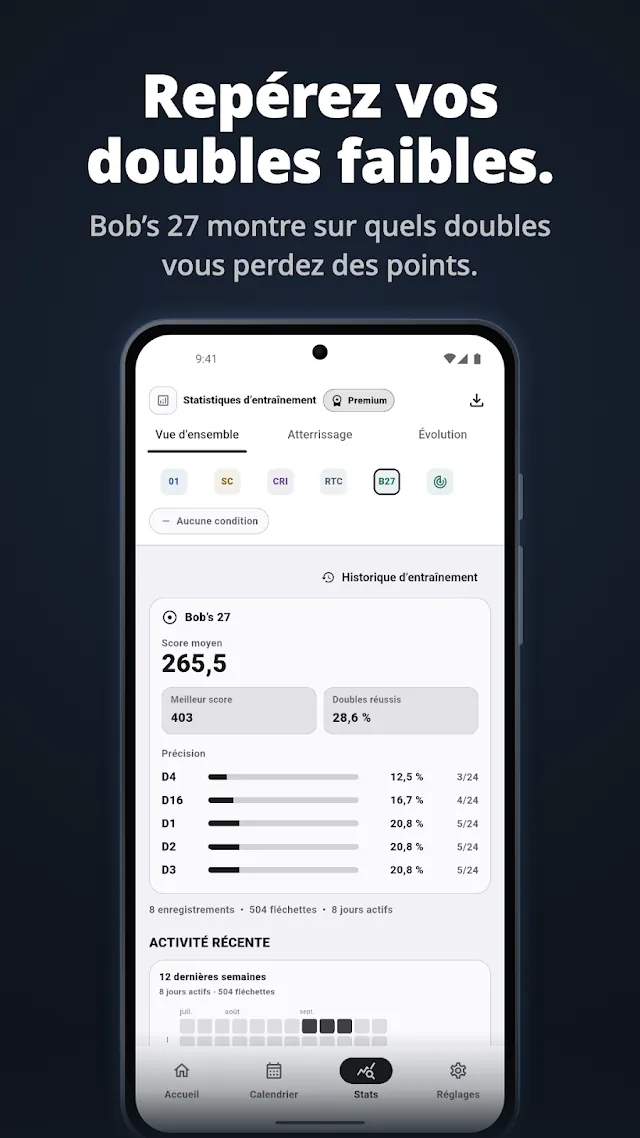 Repérez vos
doubles faibles.
Bob’s 27 montre sur quels doubles
vous perdez des points.
9:41
Statistiques d’entraînement Premium
Vue d’ensemble Atterrissage Évolution
01 SC CRI RTC B27
— Aucune condition
Historique d’entraînement
Bob’s 27
Score moyen
265,5
Meilleur score Doubles réussis
403 28,6 %
Précision
D4 12,5 % 3/24
D16 16,7 % 4/24
D1 20,8 % 5/24
D2 20,8 % 5/24
D3 20,8 % 5/24
8 enregistrements • 504 fléchettes • 8 jours actifs
ACTIVITÉ RÉCENTE
12 dernières semaines
8 jours actifs · 504 fléchettes
juil. août sept.
l
Accueil Calendrier Stats Réglages